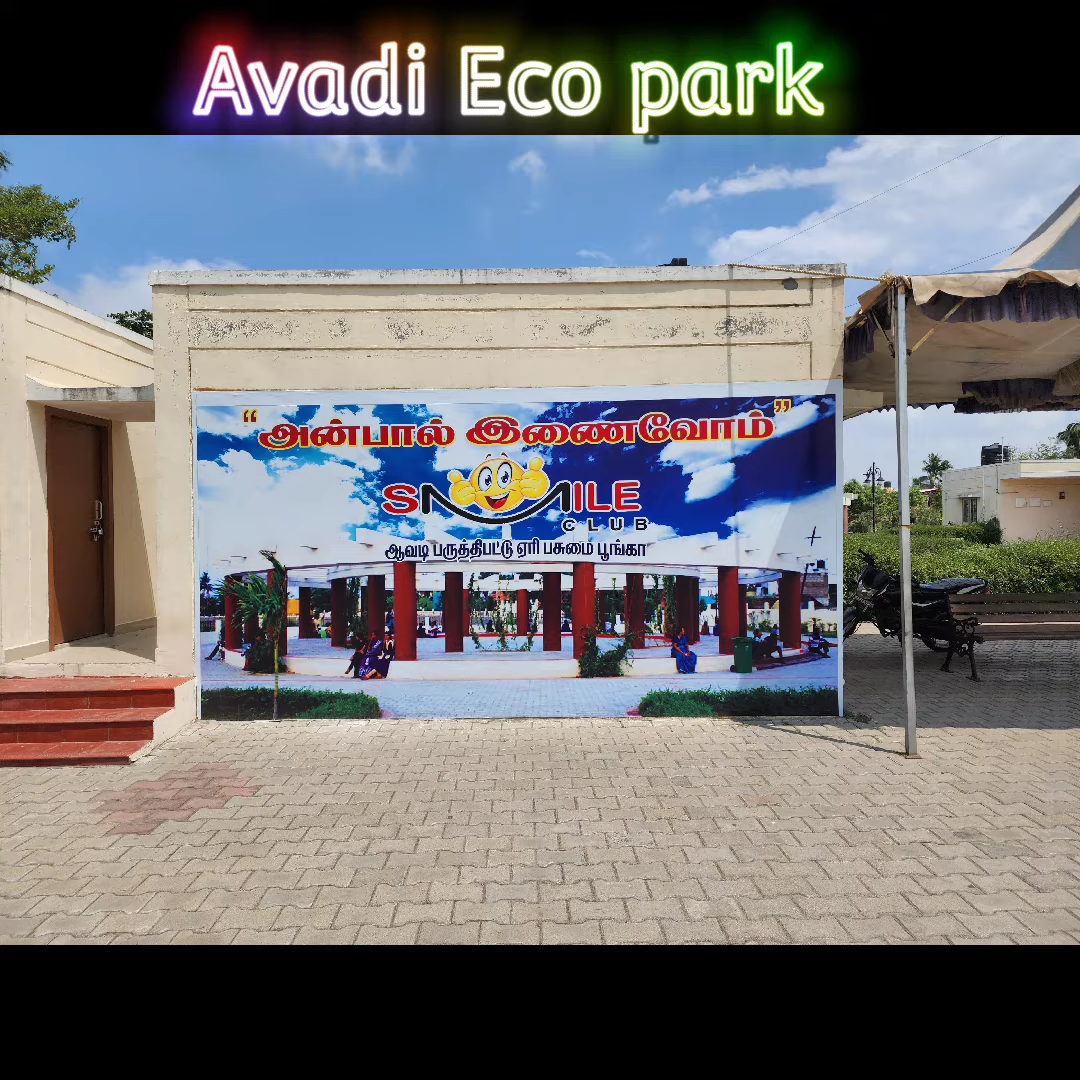 Avadi Eco park
“அன்பால் இணைவோம்”
SMILE
CLUB
ஆவடி பருத்திபட்டு ஏரி பசுமை பூங்கா